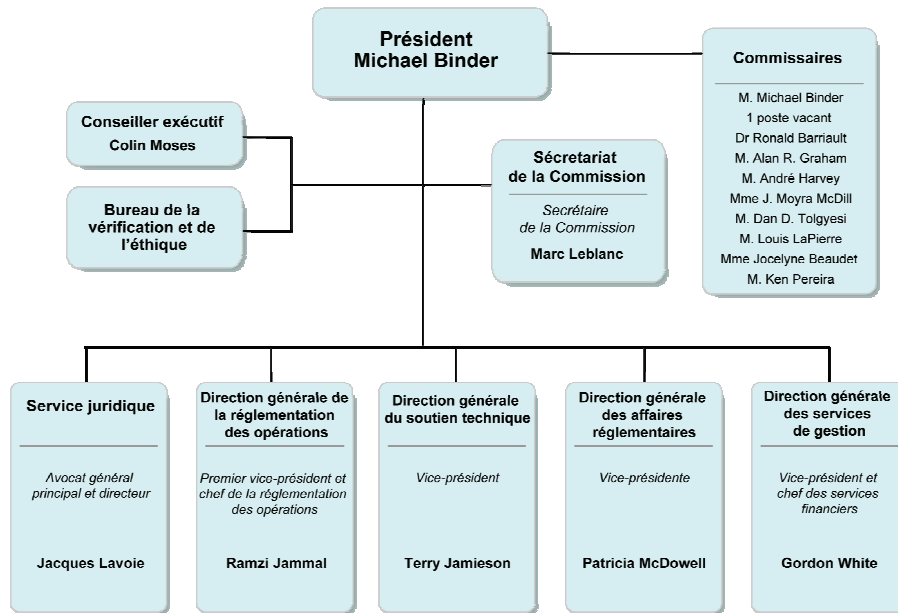 Président
Michael Binder
Commissaires
M. Michael Binder
1 poste vacant
Dr Ronald Barriault
M. Alan R. Graham
M. André Harvey
Mme J. Moyra McDill
M. Dan D. Tolgyesi
M. Louis LaPierre
Mme Jocelyne Beaudet
M. Ken Pereira
Conseiller exécutif
Colin Moses
Bureau de la
vérification et de
l'éthique
Sécretariat
de la Commission
Secrétaire
de la Commission
Marc Leblanc
Service juridique
Avocat général
principal et directeur
Jacques Lavoie
Direction générale de
la réglementation
des opérations
Premier vice-président et
chef de la réglementation
des opérations
Ramzi Jammal
Direction générale
du soutien technique
Vice-président
Terry Jamieson
Direction générale
des affaires
réglementaires
Vice-présidente
Patricia McDowell
Direction générale
des services
de gestion
Vice-président et
chef des services
financiers
Gordon White